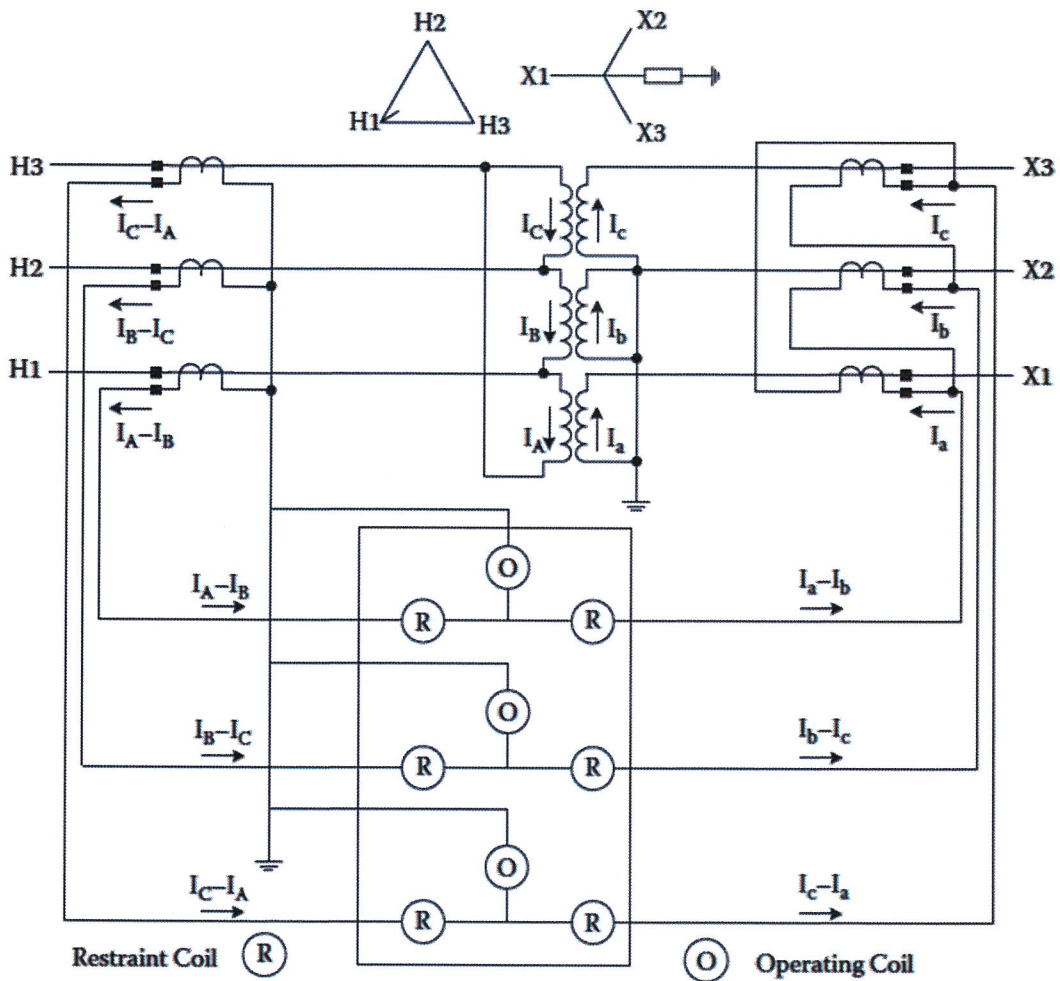 H2
X2
X1
H1
H3
X3
H3
X3
I_C–I_A
I_C
I_c
I_c
H2
X2
I_B–I_C
I_B
I_b
I_b
H1
X1
I_A–I_B
I_A
I_a
I_a
O
I_A–I_B
I_a–I_b
R
R
O
I_B–I_C
I_b–I_c
R
R
O
I_C–I_A
I_c–I_a
R
R
Restraint Coil R
O Operating Coil